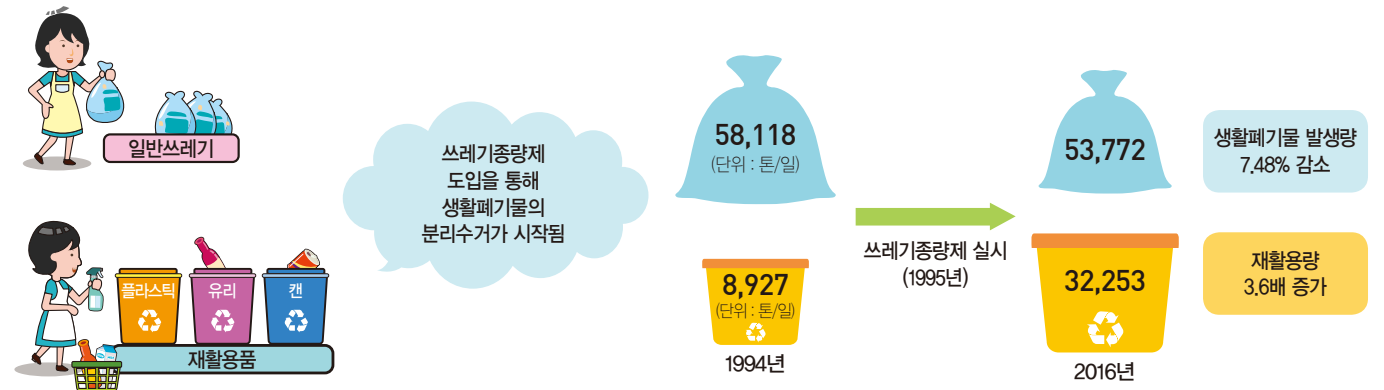 일반쓰레기
플라스틱
유리
캔
재활용품
쓰레기종량제
도입을 통해
생활폐기물의
분리수거가 시작됨
58,118
(단위 : 톤/일)
8,927
(단위 : 톤/일)
1994년
쓰레기종량제 실시
(1995년)
53,772
32,253
2016년
생활폐기물 발생량
7.48% 감소
재활용량
3.6배 증가